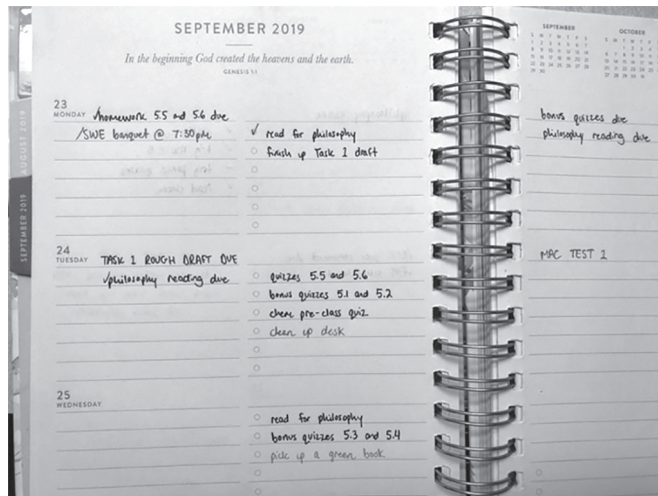 SEPTEMBER 2019
In the beginning God created the heavens and the earth.
GENESIS 1:1
AUGUST 2019
SEPTEMBER 2019
23
MONDAY
✓homework 5.5 and 5.6 due
/SWE banquet @ 7:30pm
✓ read for philosophy
finish up Task 1 draft
24
TUESDAY
TASK 1 ROUGH DRAFT DUE
✓philosophy reading due
quizzes 5.5 and 5.6
bonus quizzes 5.1 and 5.2
chem pre-class quiz
clean up desk
25
WEDNESDAY
read for philosophy
bonus quizzes 5.3 and 5.4
pick up a green book
SEPTEMBER
OCTOBER
bonus quizzes due
philosophy reading due
MAC TEST 2